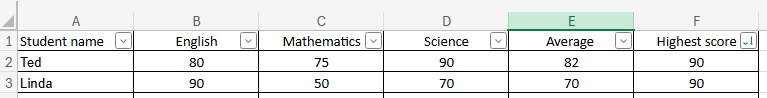 A B C D E F
1 Student name English Mathematics Science Average Highest score
2 Ted 80 75 90 82 90
3 Linda 90 50 70 70 90